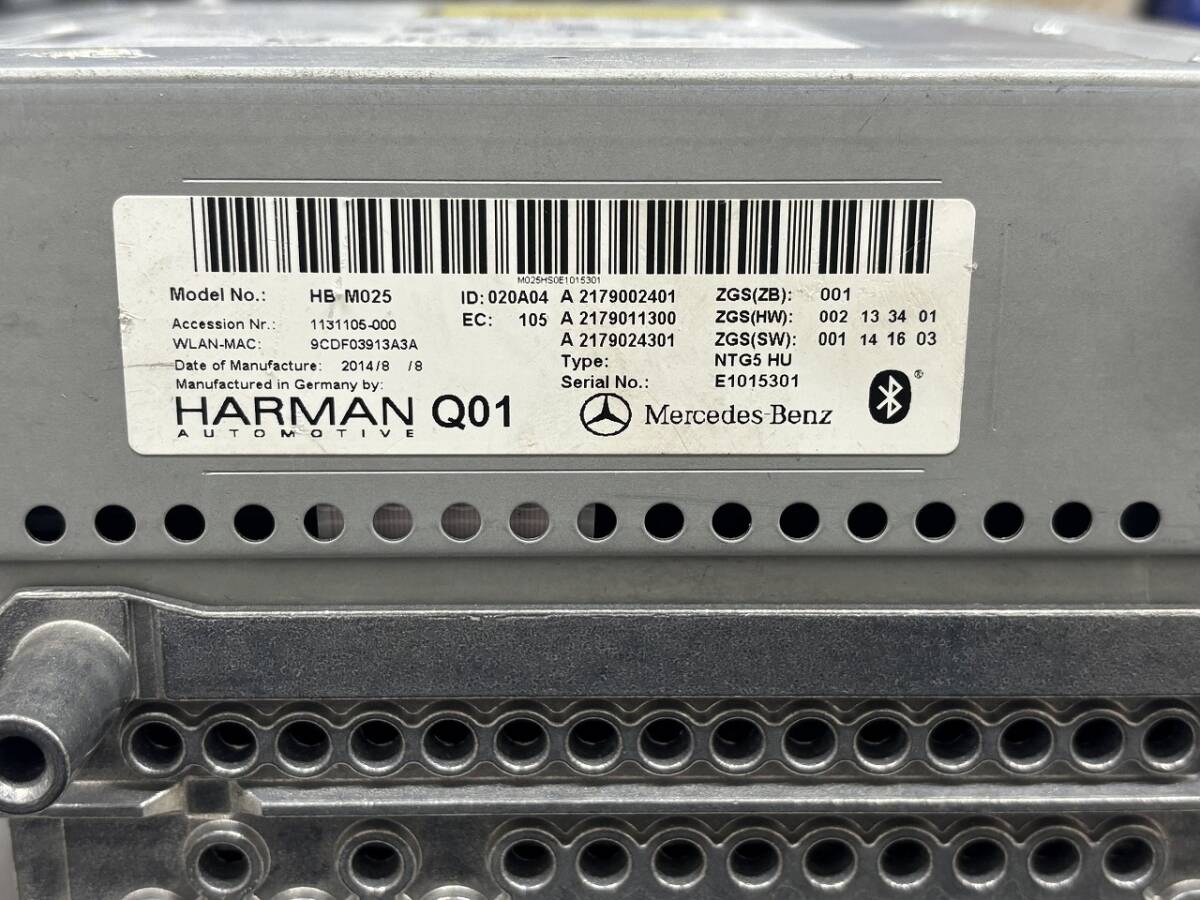 M025HS0E1015301
Model No.: HB M025 ID: 020A04 A 2179002401 ZGS(ZB): 001
Accession Nr.: 1131105-000 EC: 105 A 2179011300 ZGS(HW): 002 13 34 01
WLAN-MAC: 9CDF03913A3A A 2179024301 ZGS(SW): 001 14 16 03
Date of Manufacture: 2014/8 /8 Type: NTG5 HU
Manufactured in Germany by: Serial No.: E1015301
HARMAN Q01 Mercedes-Benz ®
AUTOMOTIVE